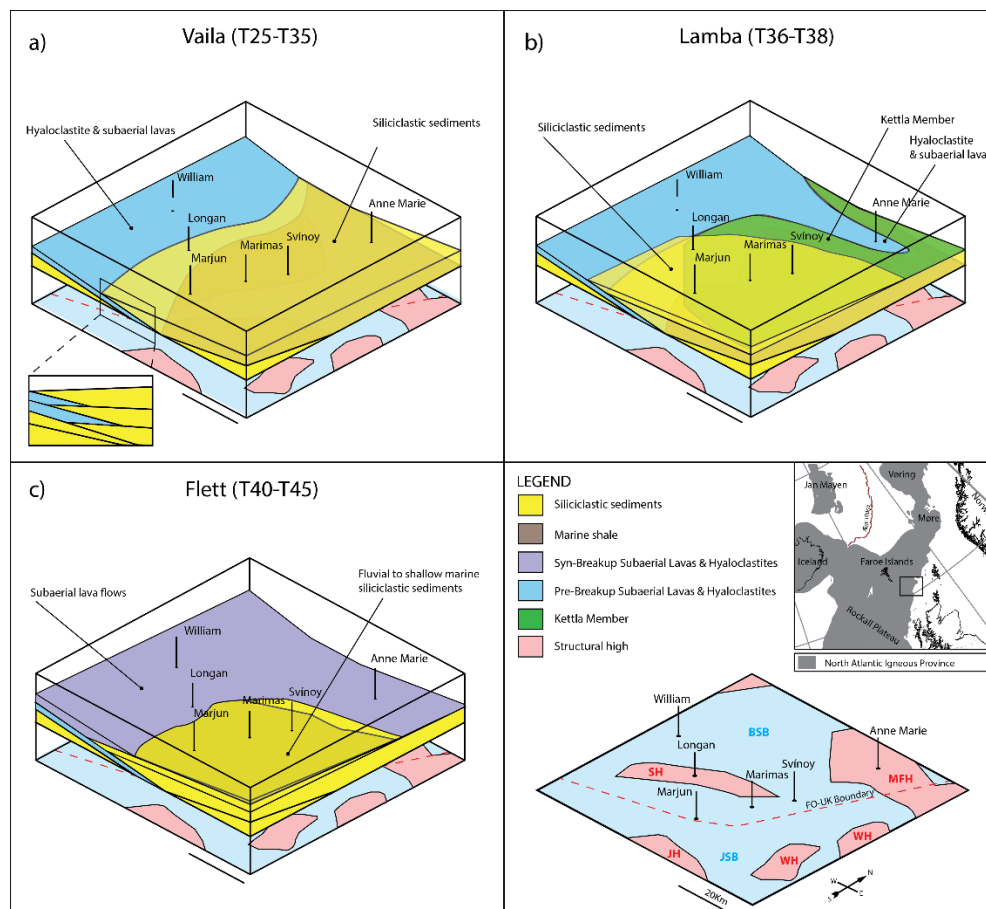 a)
Vaila (T25-T35)
Hyaloclastite & subaerial lavas
Siliciclastic sediments
William
Longan
Marjun
Marimas
Svínoy
Anne Marie
b)
Lamba (T36-T38)
Siliciclastic sediments
Kettla Member
Hyaloclastite
& subaerial lava
William
Longan
Marjun
Marimas
Svínoy
Anne Marie
c)
Flett (T40-T45)
Subaerial lava flows
Fluvial to shallow marine
siliciclastic sediments
William
Longan
Marjun
Marimas
Svínoy
Anne Marie
LEGEND
Siliciclastic sediments
Marine shale
Syn-Breakup Subaerial Lavas & Hyaloclastites
Pre-Breakup Subaerial Lavas & Hyaloclastites
Kettla Member
Structural high
Jan Mayen
Vøring
Møre
Iceland
Faroe Islands
Rockall Plateau
North Atlantic Igneous Province
William
BSB
Longan
Anne Marie
SH
Marimas
Svínoy
MFH
Marjun
FO-UK Boundary
WH
JH
JSB
WH
20Km
W
N
S
E